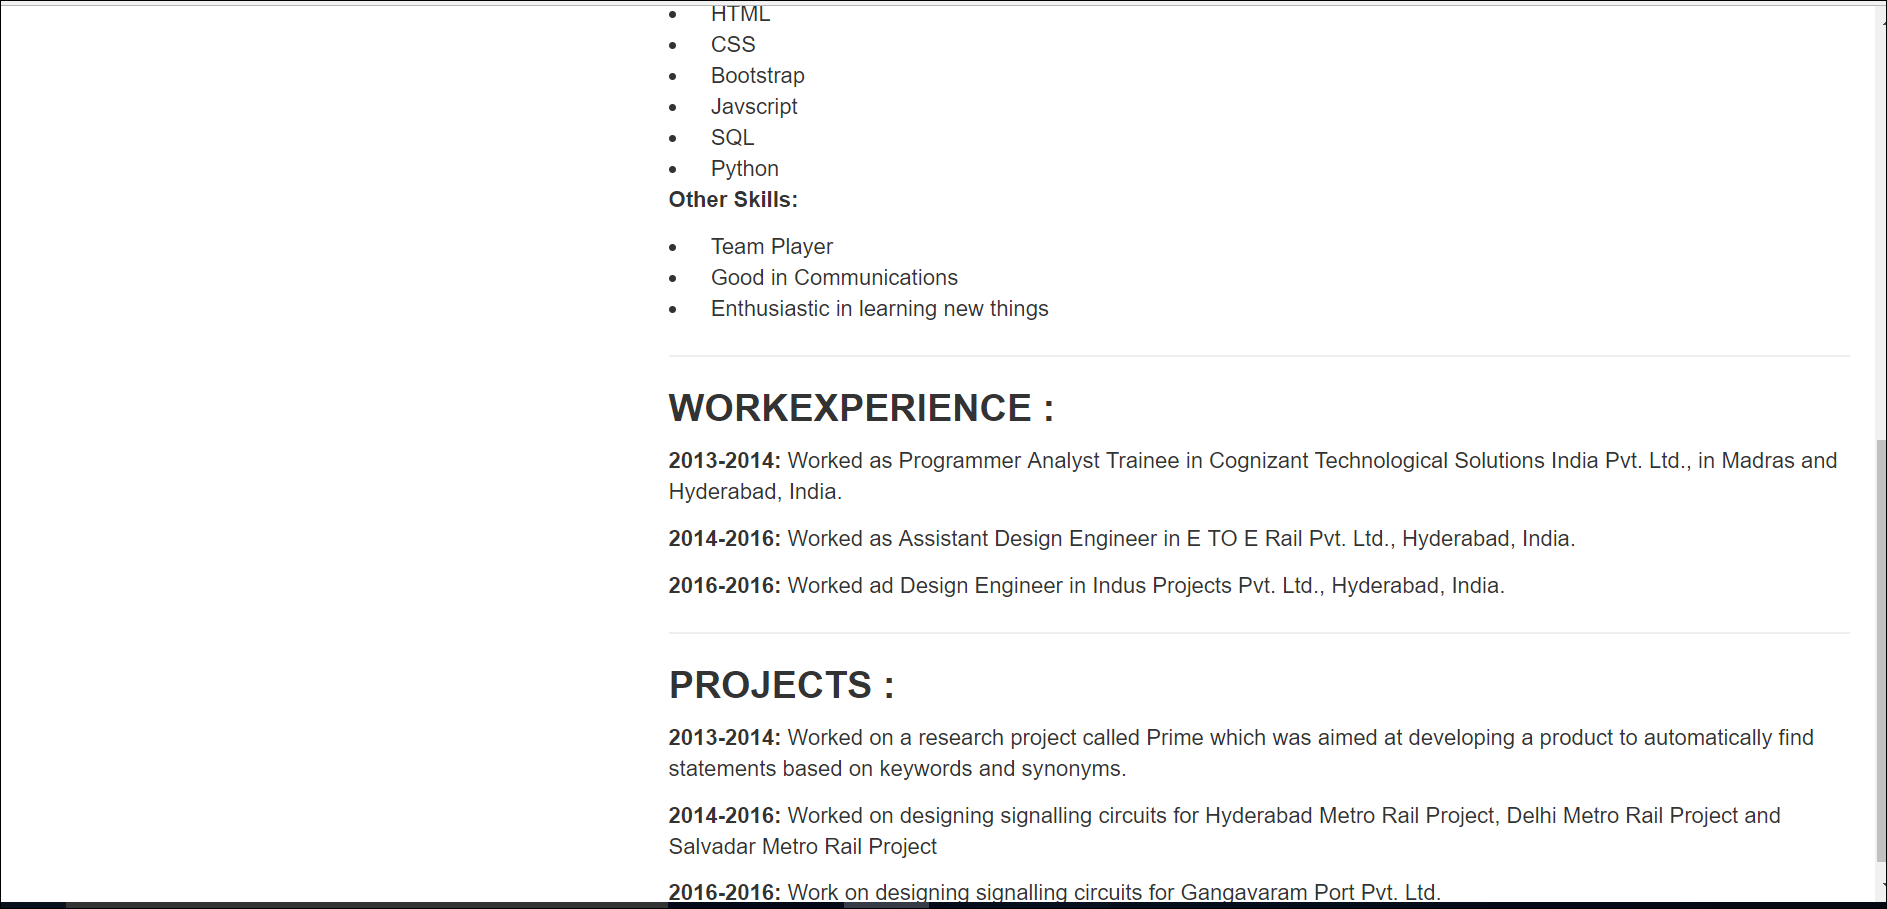 HTML
CSS
Bootstrap
Javscript
SQL
Python
Other Skills:
Team Player
Good in Communications
Enthusiastic in learning new things
WORKEXPERIENCE :
2013-2014: Worked as Programmer Analyst Trainee in Cognizant Technological Solutions India Pvt. Ltd., in Madras and
Hyderabad, India.
2014-2016: Worked as Assistant Design Engineer in E TO E Rail Pvt. Ltd., Hyderabad, India.
2016-2016: Worked ad Design Engineer in Indus Projects Pvt. Ltd., Hyderabad, India.
PROJECTS :
2013-2014: Worked on a research project called Prime which was aimed at developing a product to automatically find
statements based on keywords and synonyms.
2014-2016: Worked on designing signalling circuits for Hyderabad Metro Rail Project, Delhi Metro Rail Project and
Salvadar Metro Rail Project
2016-2016: Work on designing signalling circuits for Gangavaram Port Pvt. Ltd.